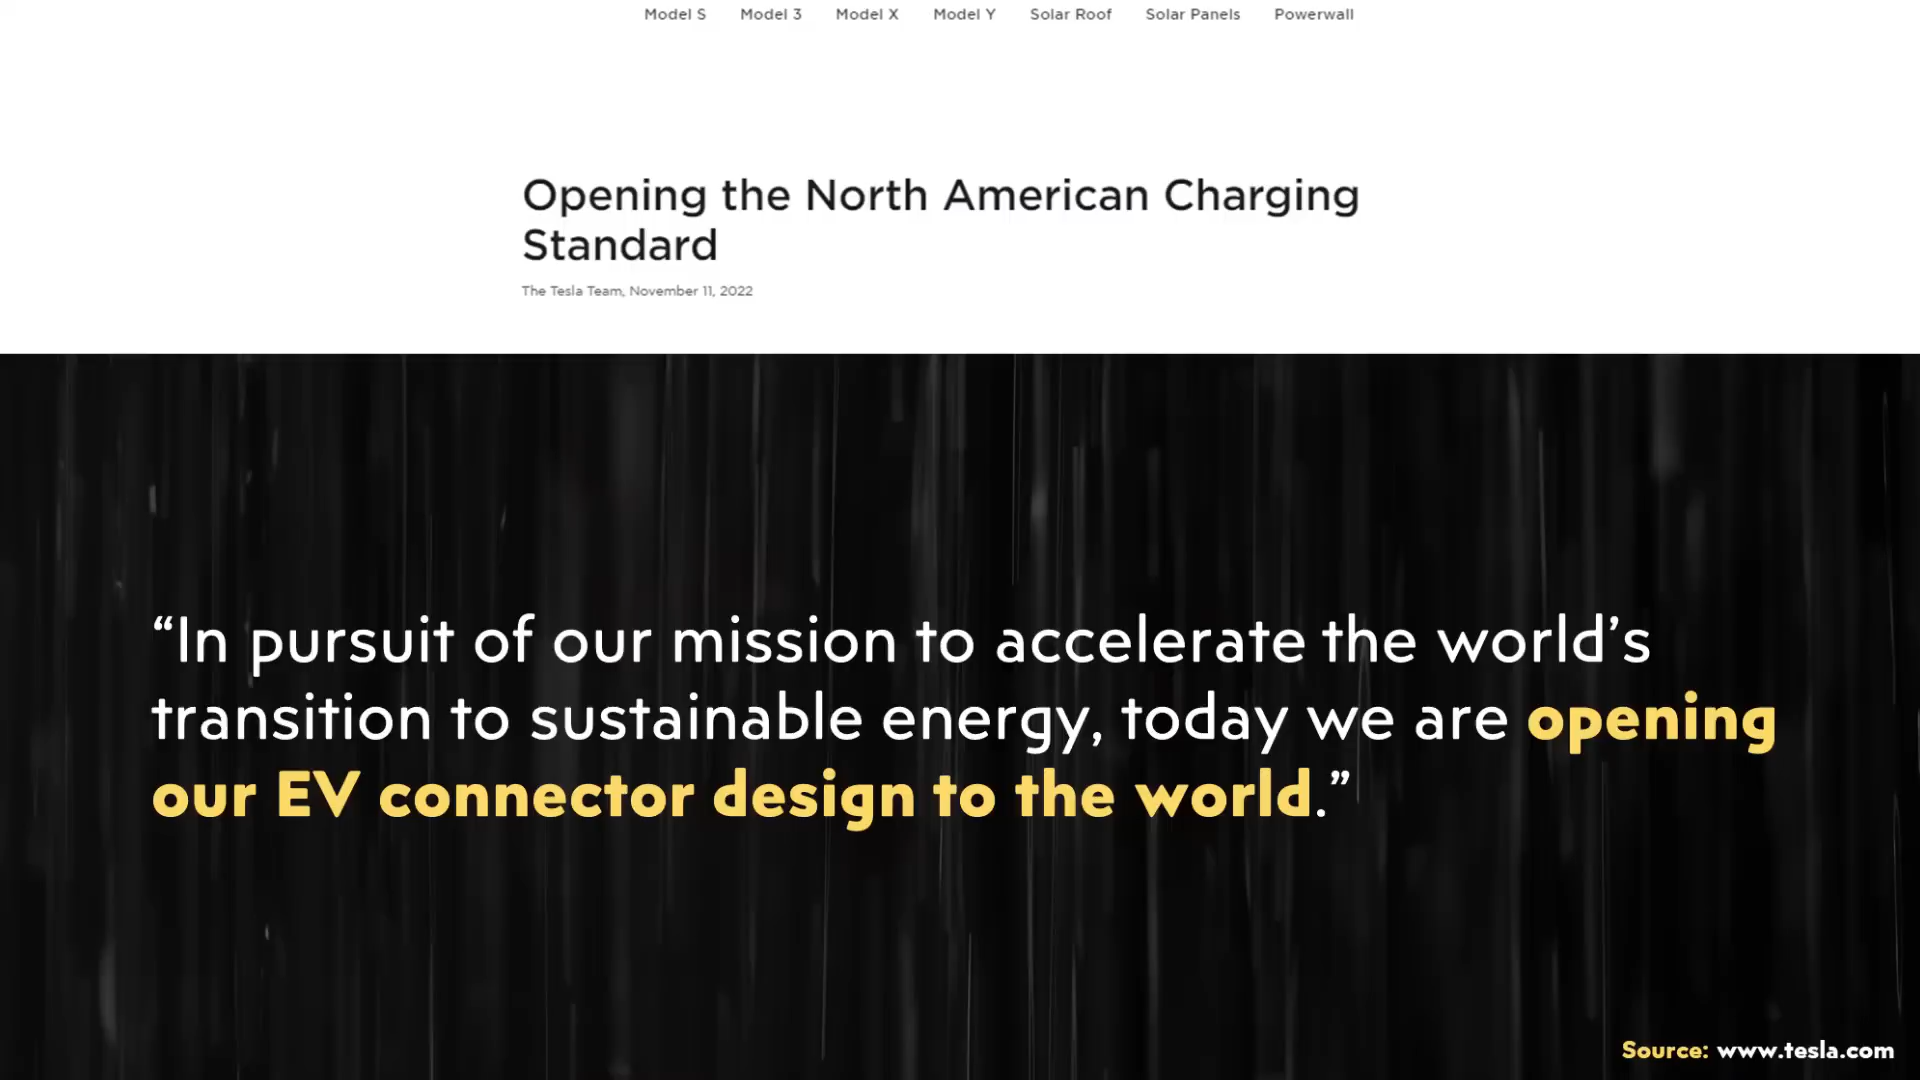 Model S Model 3 Model X Model Y Solar Roof Solar Panels Powerwall
Opening the North American Charging
Standard
The Tesla Team, November 11, 2022
“In pursuit of our mission to accelerate the world’s
transition to sustainable energy, today we are opening
our EV connector design to the world.”
Source: www.tesla.com